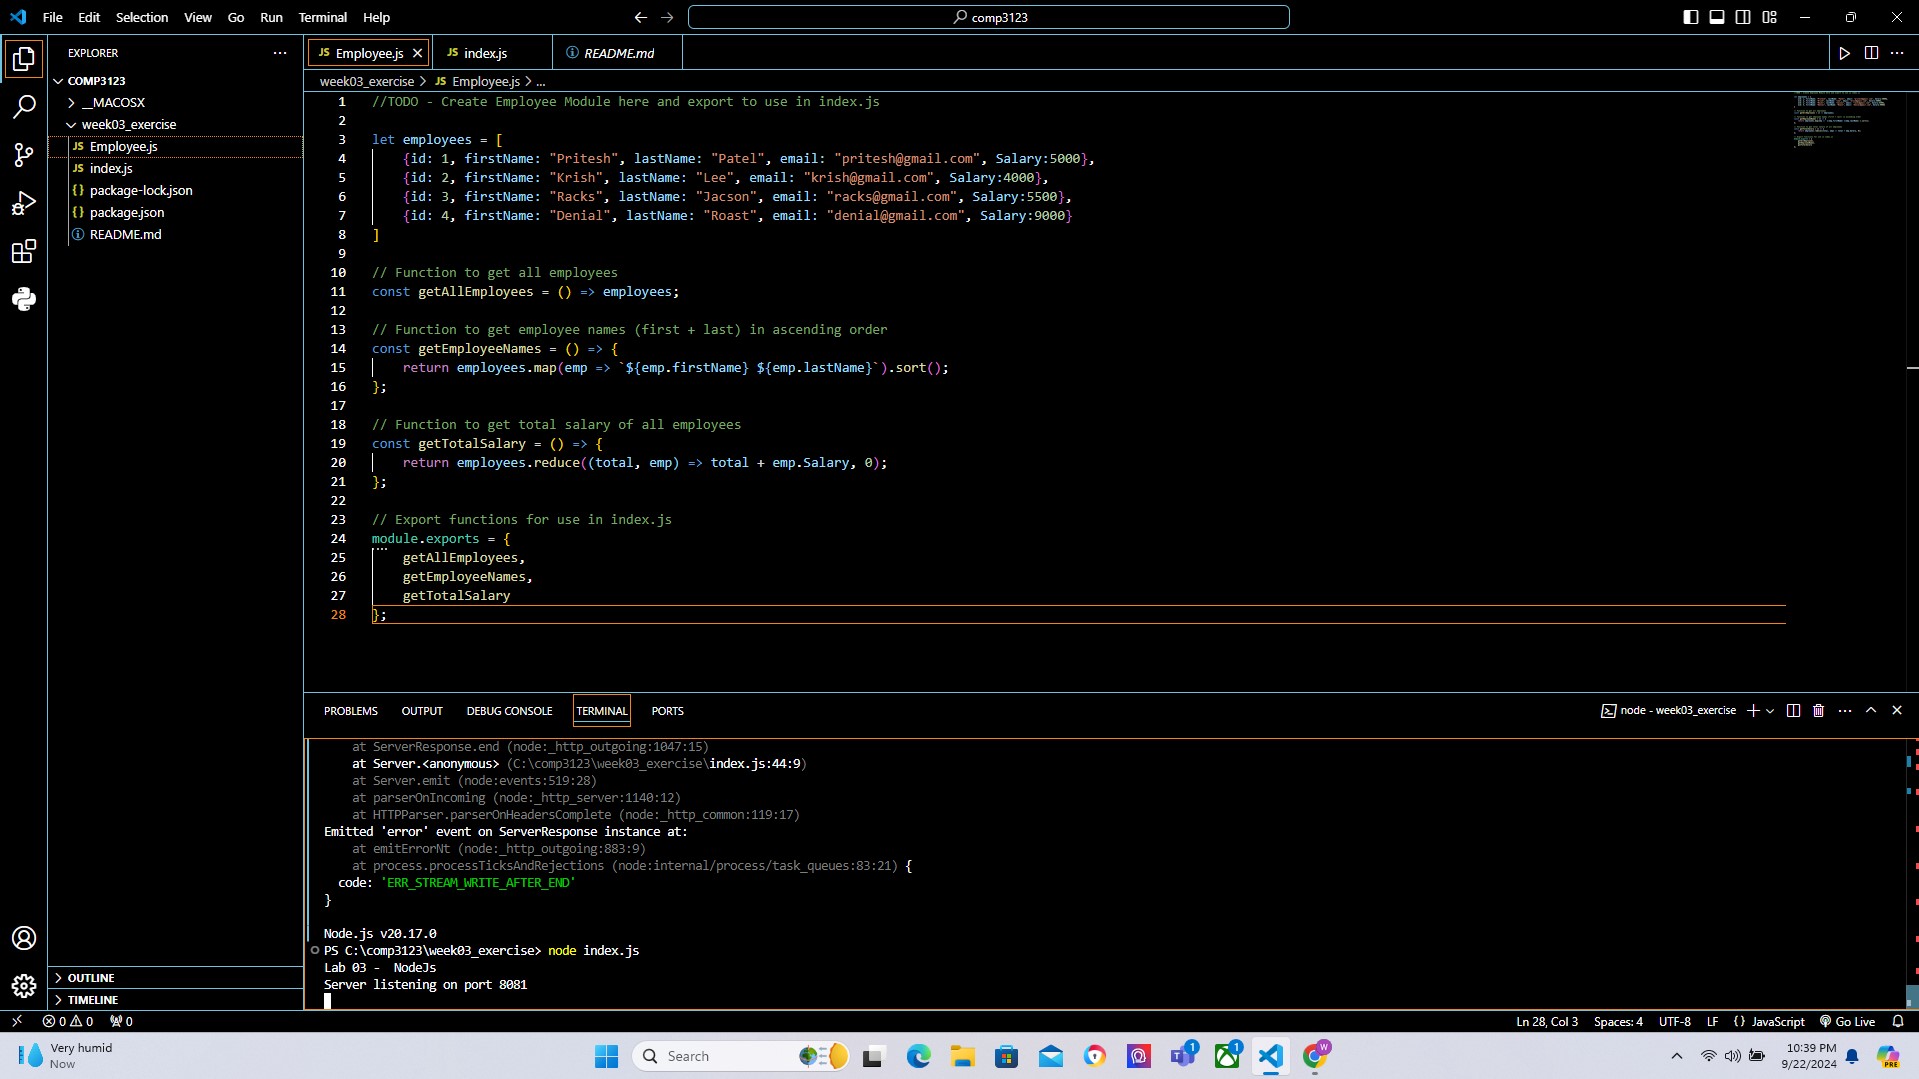 File Edit Selection View Go Run Terminal Help
comp3123
EXPLORER
COMP3123
__MACOSX
week03_exercise
JS Employee.js
JS index.js
{} package-lock.json
{} package.json
README.md
OUTLINE
TIMELINE
JS Employee.js
JS index.js
README.md
week03_exercise > JS Employee.js > ...
1 //TODO - Create Employee Module here and export to use in index.js
2
3 let employees = [
4 {id: 1, firstName: "Pritesh", lastName: "Patel", email: "pritesh@gmail.com", Salary:5000},
5 {id: 2, firstName: "Krish", lastName: "Lee", email: "krish@gmail.com", Salary:4000},
6 {id: 3, firstName: "Racks", lastName: "Jacson", email: "racks@gmail.com", Salary:5500},
7 {id: 4, firstName: "Denial", lastName: "Roast", email: "denial@gmail.com", Salary:9000}
8 ]
9
10 // Function to get all employees
11 const getAllEmployees = () => employees;
12
13 // Function to get employee names (first + last) in ascending order
14 const getEmployeeNames = () => {
15 return employees.map(emp => `${emp.firstName} ${emp.lastName}`).sort();
16 };
17
18 // Function to get total salary of all employees
19 const getTotalSalary = () => {
20 return employees.reduce((total, emp) => total + emp.Salary, 0);
21 };
22
23 // Export functions for use in index.js
24 module.exports = {
25 getAllEmployees,
26 getEmployeeNames,
27 getTotalSalary
28 };
PROBLEMS OUTPUT DEBUG CONSOLE TERMINAL PORTS
node - week03_exercise
at ServerResponse.end (node:_http_outgoing:1047:15)
at Server.<anonymous> (C:\comp3123\week03_exercise\index.js:44:9)
at Server.emit (node:events:519:28)
at parserOnIncoming (node:_http_server:1140:12)
at HTTPParser.parserOnHeadersComplete (node:_http_common:119:17)
Emitted 'error' event on ServerResponse instance at:
at emitErrorNt (node:_http_outgoing:883:9)
at process.processTicksAndRejections (node:internal/process/task_queues:83:21) {
code: 'ERR_STREAM_WRITE_AFTER_END'
}
Node.js v20.17.0
PS C:\comp3123\week03_exercise> node index.js
Lab 03 -  NodeJs
Server listening on port 8081
0 0 0
Ln 28, Col 3 Spaces: 4 UTF-8 LF {} JavaScript Go Live
Very humid
Now
Search
1
1
W
10:39 PM
9/22/2024
PRE